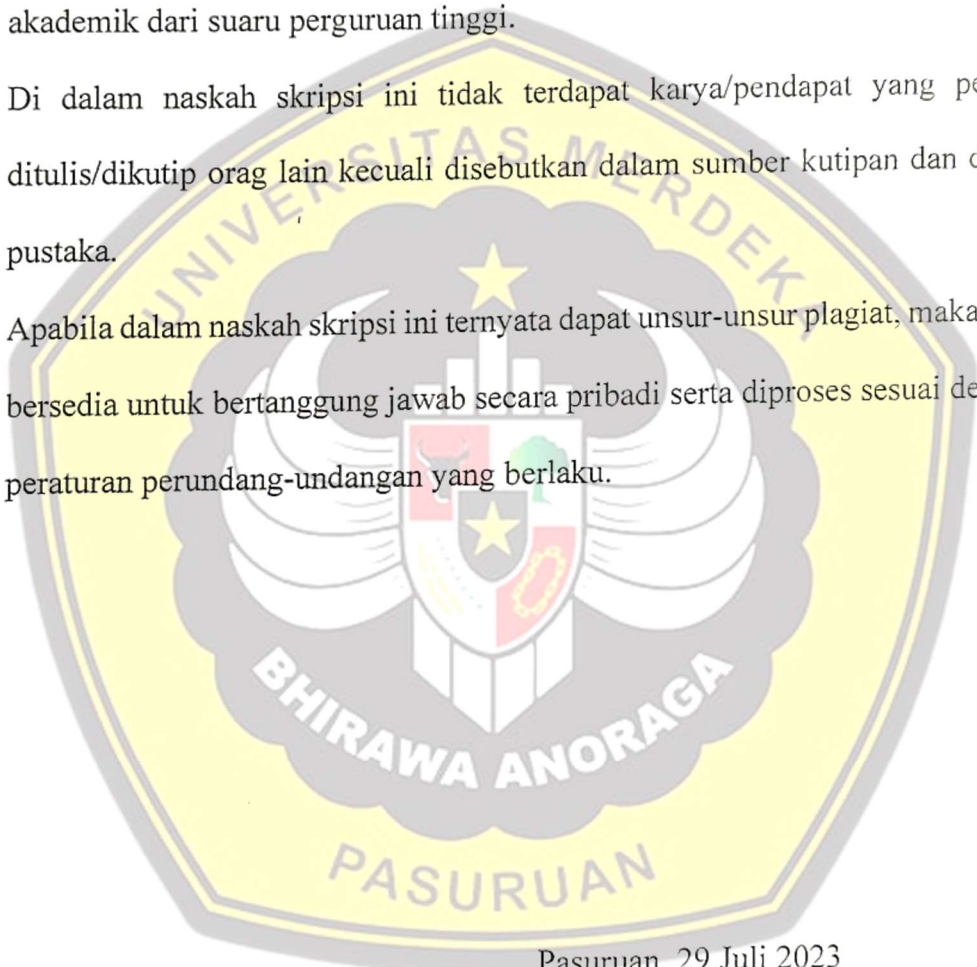 akademik dari suaru perguruan tinggi.
Di dalam naskah skripsi ini tidak terdapat karya/pendapat yang
ditulis/dikutip orag lain kecuali disebutkan dalam sumber kutipan dan
pustaka.
Apabila dalam naskah skripsi ini ternyata dapat unsur-unsur plagiat, maka
bersedia untuk bertanggung jawab secara pribadi serta diproses sesuai
peraturan perundang-undangan yang berlaku.
UNIVERSITAS MERDEKA
BHIRAWA ANORAGA
PASURUAN
Pasuruan, 29 Juli 2023